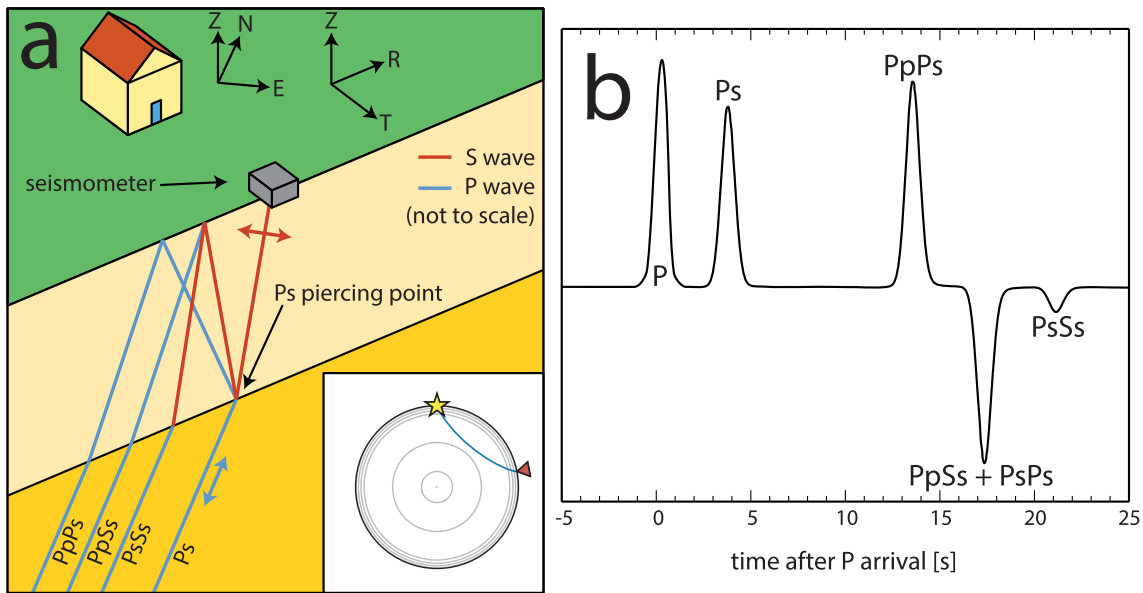 a
Z
N
E
Z
R
T
S wave
P wave
(not to scale)
seismometer
Ps piercing point
PpPs
PpSs
PsSs
Ps
b
P
Ps
PpPs
PsSs
PpSs + PsPs
-5
0
5
10
15
20
25
time after P arrival [s]